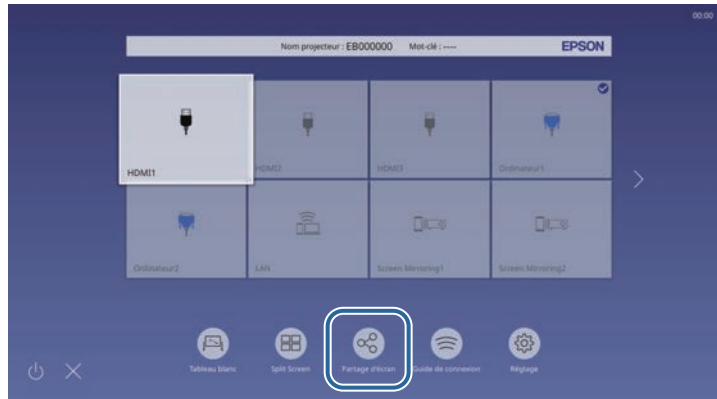 00:00
Nom projecteur : EB000000 Mot-clé : ---- EPSON
HDMI1 HDMI2 HDMI3 Ordinateur1
Ordinateur2 LAN Screen Mirroring1 Screen Mirroring2
Tableau blanc Split Screen Partage d'écran Guide de connexion Réglage